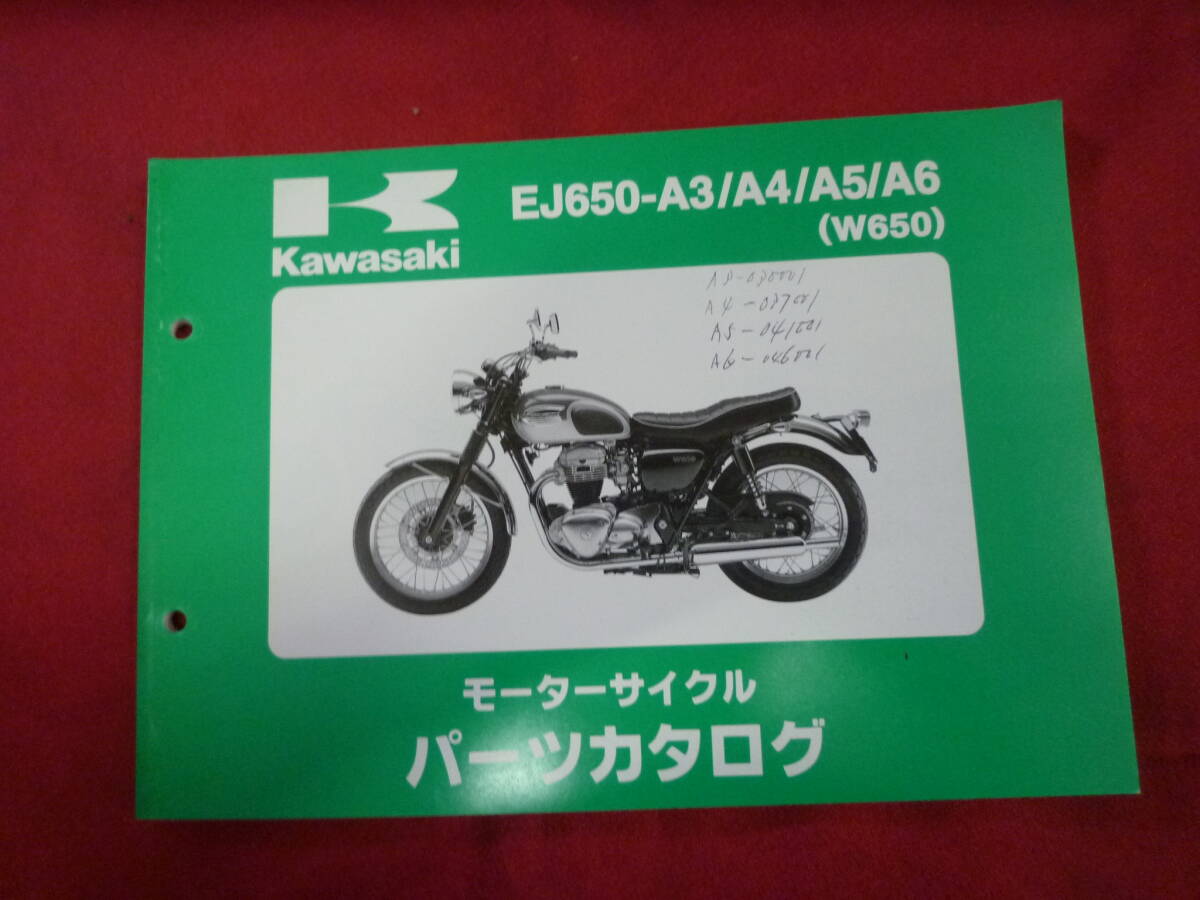 Kawasaki
EJ650-A3/A4/A5/A6
(W650)
A3-030001
A4-037001
A5-041001
A6-046001
W650
モーターサイクル
パーツカタログ